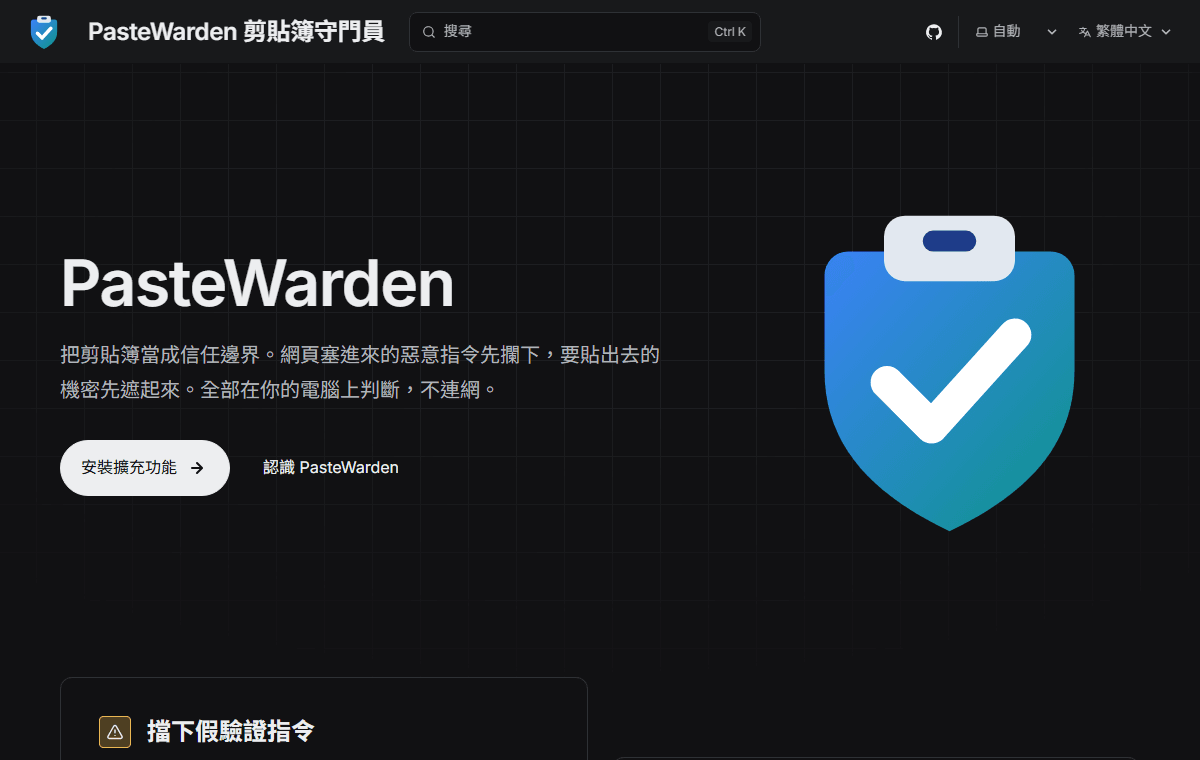 PasteWarden 剪貼簿守門員
搜尋
Ctrl K
自動
繁體中文
PasteWarden
把剪貼簿當成信任邊界。網頁塞進來的惡意指令先攔下，要貼出去的
機密先遮起來。全部在你的電腦上判斷，不連網。
安裝擴充功能
認識 PasteWarden
擋下假驗證指令